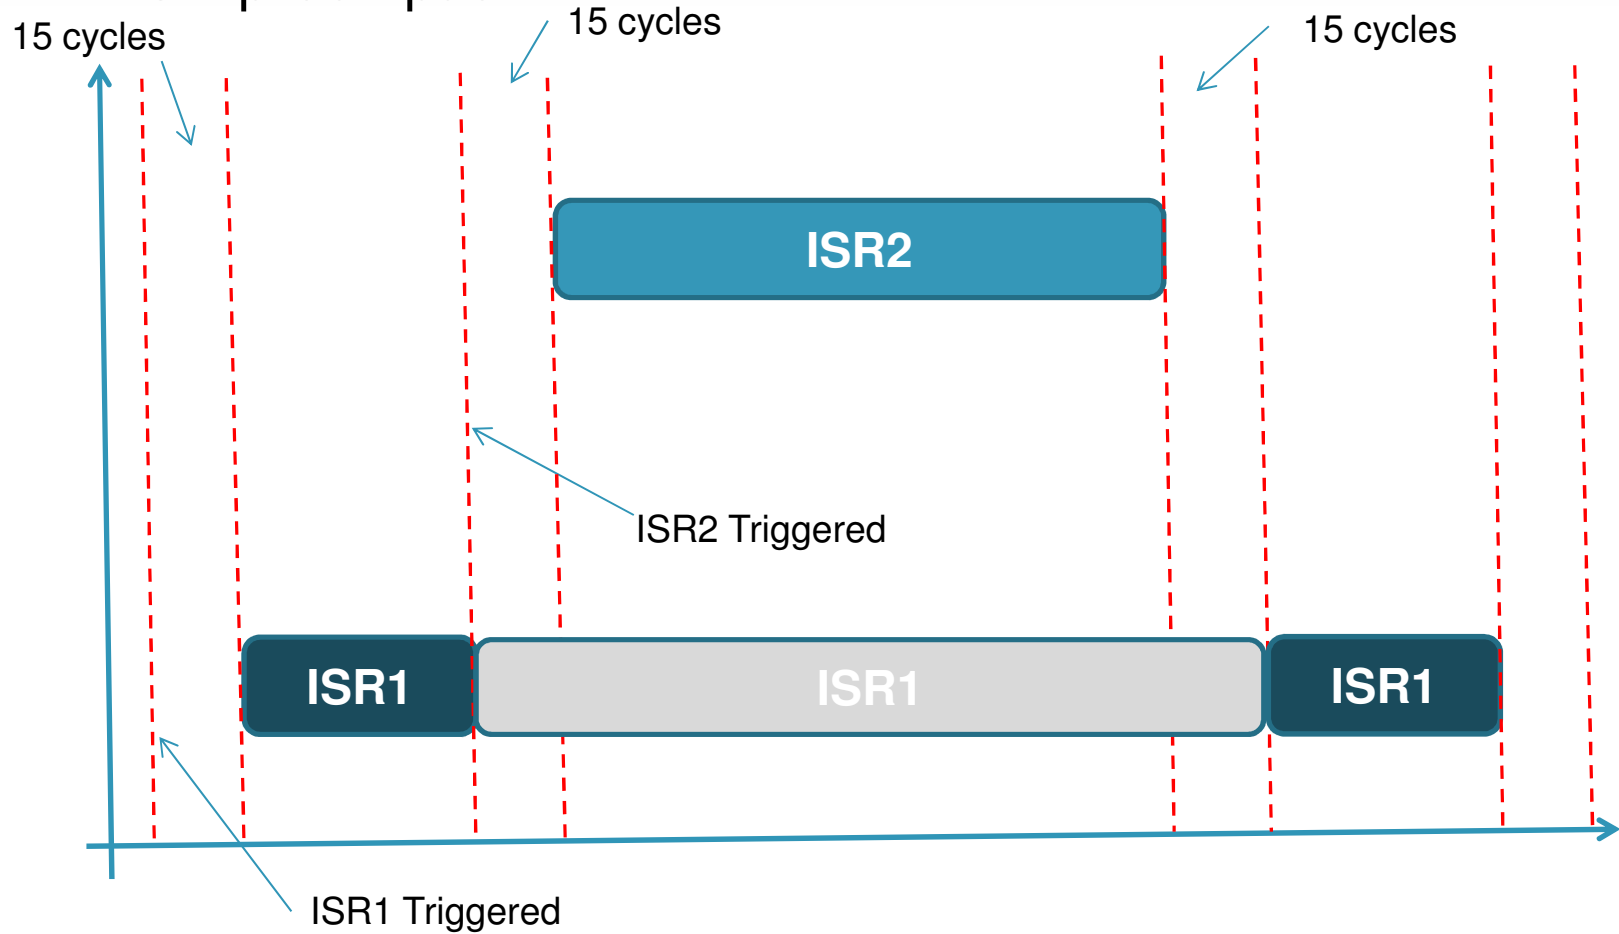 15 cycles
15 cycles
15 cycles
ISR2
ISR2 Triggered
ISR1
ISR1
ISR1
ISR1 Triggered